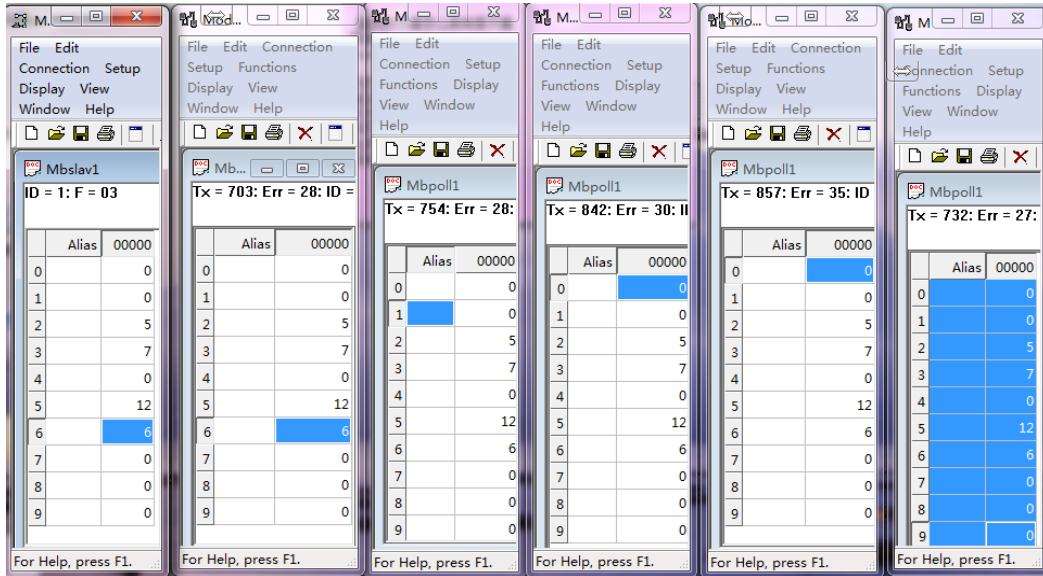 M.
File Edit
Connection Setup
Display View
Window Help
Mbslav1
ID = 1: F = 03
Alias 00000
0 0
1 0
2 5
3 7
4 0
5 12
6 6
7 0
8 0
9 0
For Help, press F1.
Mod...
File Edit Connection
Setup Functions
Display View
Window Help
Mb...
Tx = 703: Err = 28: ID =
Alias 00000
0 0
1 0
2 5
3 7
4 0
5 12
6 6
7 0
8 0
9 0
For Help, press F1.
M
File Edit
Connection Setup
Functions Display
View Window
Help
Mbpoll1
Tx = 754: Err = 28:
Alias 00000
0 0
1 0
2 5
3 7
4 0
5 12
6 6
7 0
8 0
9 0
For Help, press F1.
M...
File Edit
Connection Setup
Functions Display
View Window
Help
Mbpoll1
Tx = 842: Err = 30: II
Alias 00000
0 0
1 0
2 5
3 7
4 0
5 12
6 6
7 0
8 0
9 0
For Help, press F1.
File Edit Connection
Setup Functions
Display View
Window Help
Mbpoll1
Tx = 857: Err = 35: ID
Alias 00000
0 0
1 0
2 5
3 7
4 0
5 12
6 6
7 0
8 0
9 0
For Help, press F1.
M
File Edit
Connection Setup
Functions Display
View Window
Help
Mbpoll1
Tx = 732: Err = 27:
Alias 00000
0 0
1 0
2 5
3 7
4 0
5 12
6 6
7 0
8 0
9 0
For Help, press F1.